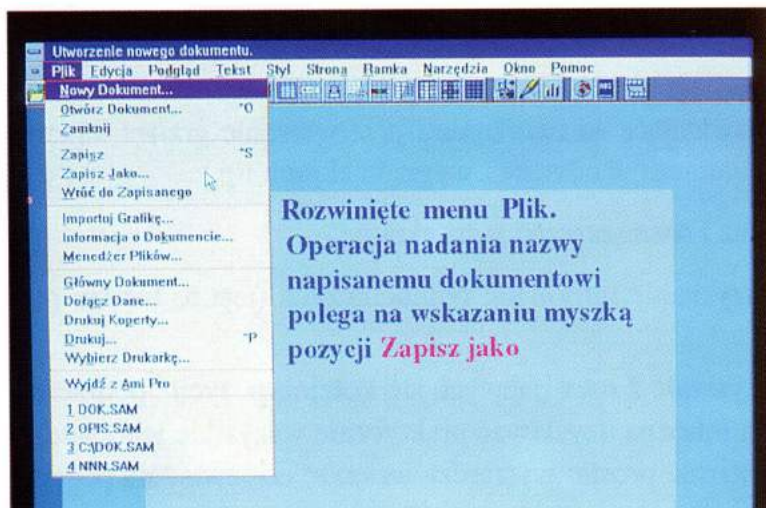 Utworzenie nowego dokumentu.
Plik Edycja Podgląd Tekst Styl Strona Ramka Narzędzia Okno Pomoc
Nowy Dokument...
Otwórz Dokument... ^O
Zamknij
Zapisz ^S
Zapisz Jako...
Wróć do Zapisanego
Importuj Grafikę...
Informacja o Dokumencie...
Menedżer Plików...
Główny Dokument...
Dołącz Dane...
Drukuj Koperty...
Drukuj... ^P
Wybierz Drukarkę...
Wyjdź z Ami Pro
1 DOK.SAM
2 OPIS.SAM
3 C:\DOK.SAM
4 NNN.SAM
Rozwinięte menu Plik.
Operacja nadania nazwy
napisanemu dokumentowi
polega na wskazaniu myszką
pozycji Zapisz jako